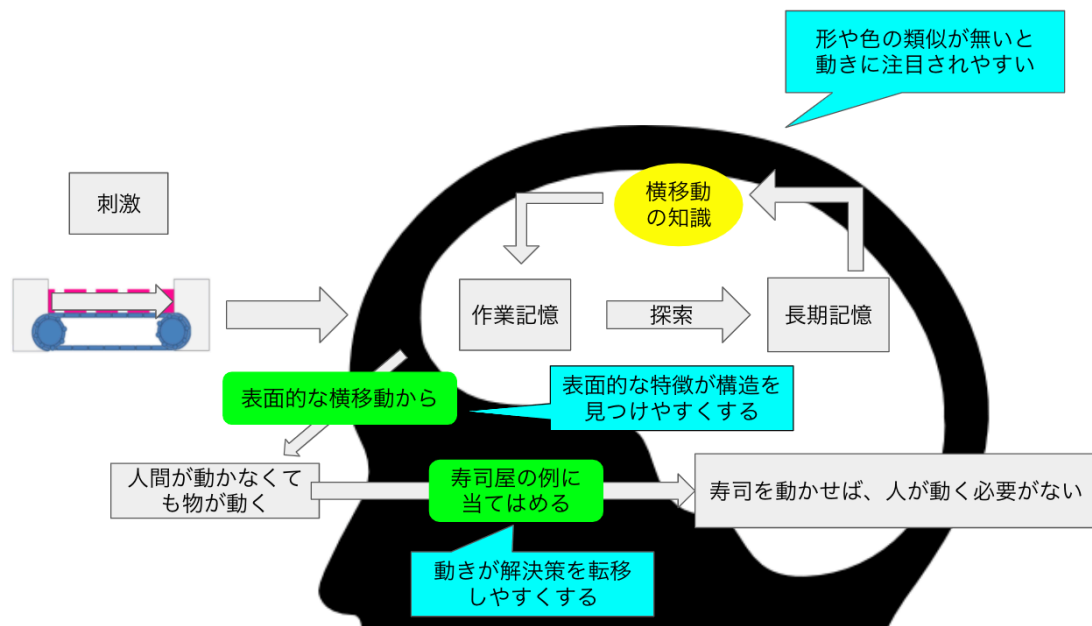 形や色の類似が無いと
動きに注目されやすい
刺激
横移動
の知識
作業記憶
探索
長期記憶
表面的な横移動から
表面的な特徴が構造を
見つけやすくする
人間が動かなくて
も物が動く
寿司屋の例に
当てはめる
寿司を動かせば、人が動く必要がない
動きが解決策を転移
しやすくする